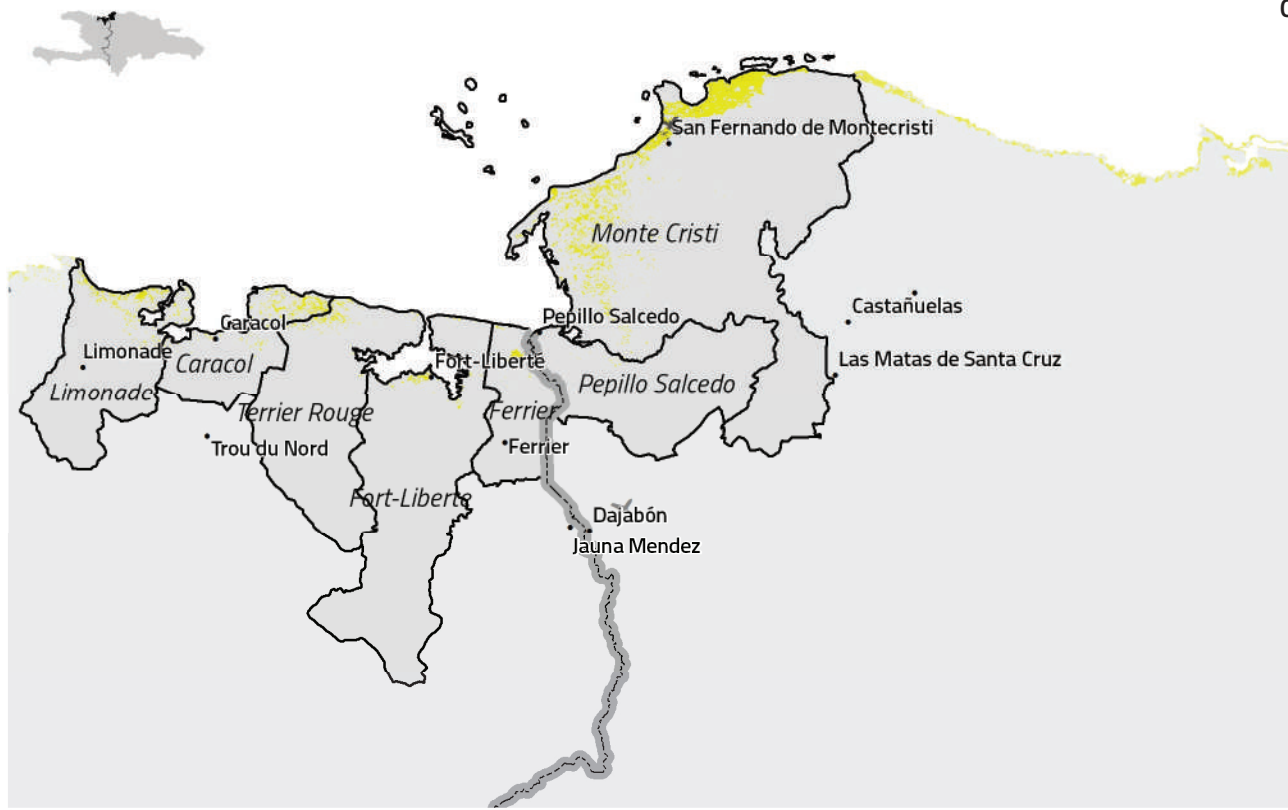 San Fernando de Montecristi
Monte Cristi
Castañuelas
Pepillo Salcedo
Caracol
Limonade
Caracol
Fort-Liberté
Las Matas de Santa Cruz
Limonade
Pepillo Salcedo
Terrier Rouge
Ferrier
Trou du Nord
Ferrier
Fort-Liberté
Dajabón
Jauna Mendez